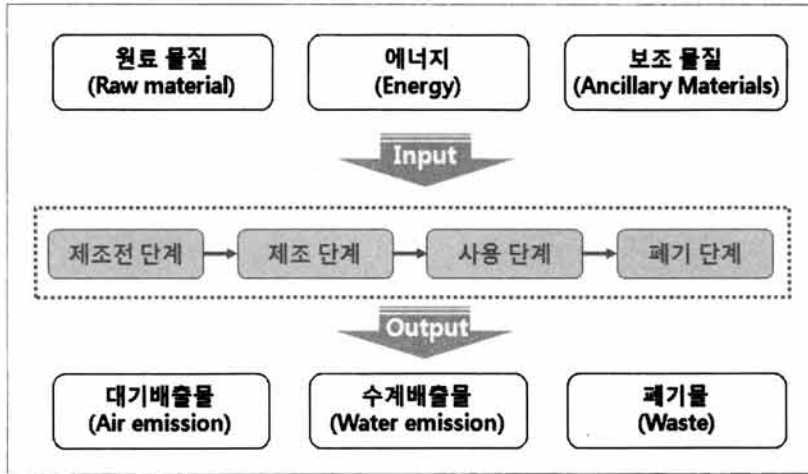 원료 물질 에너지 보조 물질
(Raw material) (Energy) (Ancillary Materials)
Input
제조전 단계 제조 단계 사용 단계 폐기 단계
Output
대기배출물 수계배출물 폐기물
(Air emission) (Water emission) (Waste)